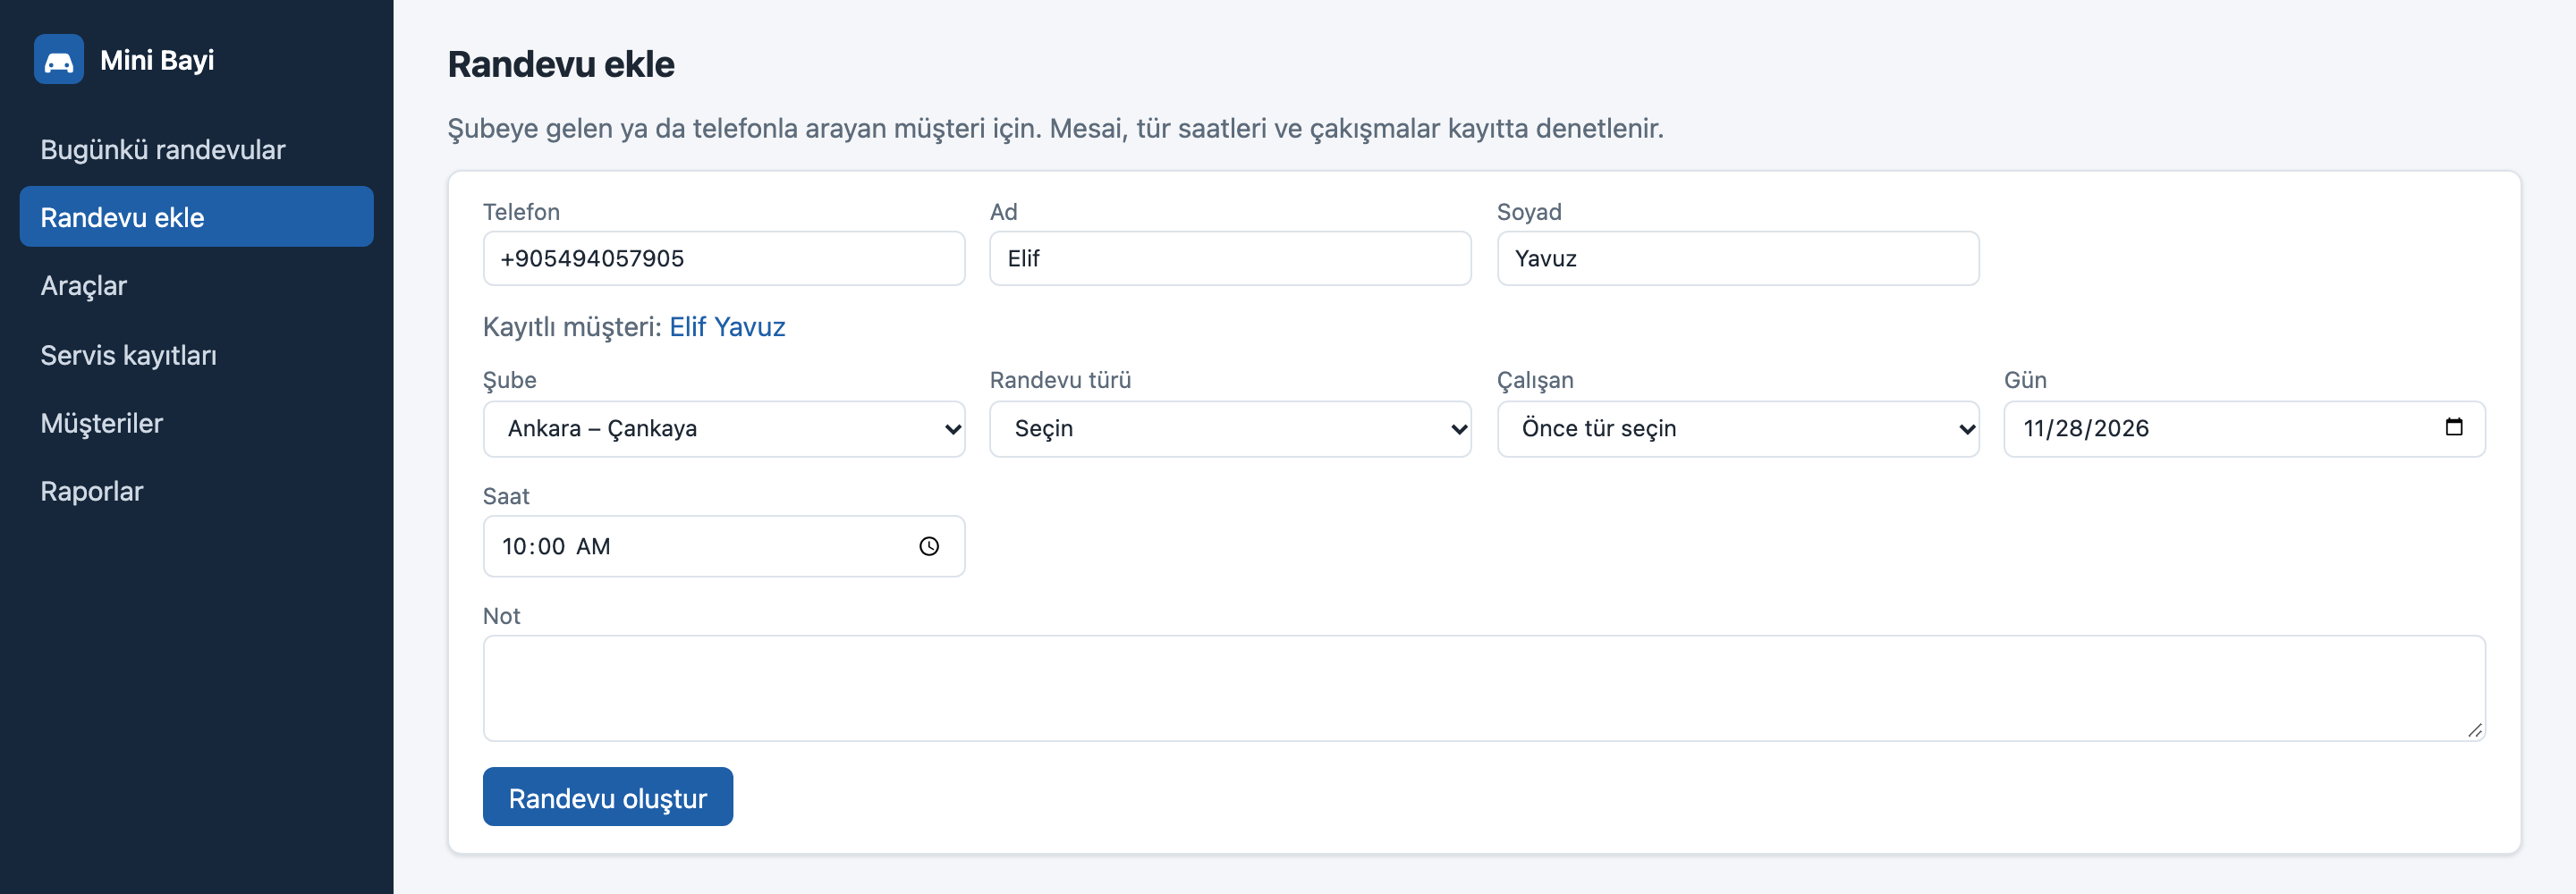 Mini Bayi
Bugünkü randevular
Randevu ekle
Araçlar
Servis kayıtları
Müşteriler
Raporlar
Randevu ekle
Şubeye gelen ya da telefonla arayan müşteri için. Mesai, tür saatleri ve çakışmalar kayıtta denetlenir.
Telefon Ad Soyad
+905494057905 Elif Yavuz
Kayıtlı müşteri: Elif Yavuz
Şube Randevu türü Çalışan Gün
Ankara – Çankaya Seçin Önce tür seçin 11/28/2026
Saat
10:00 AM
Not
Randevu oluştur